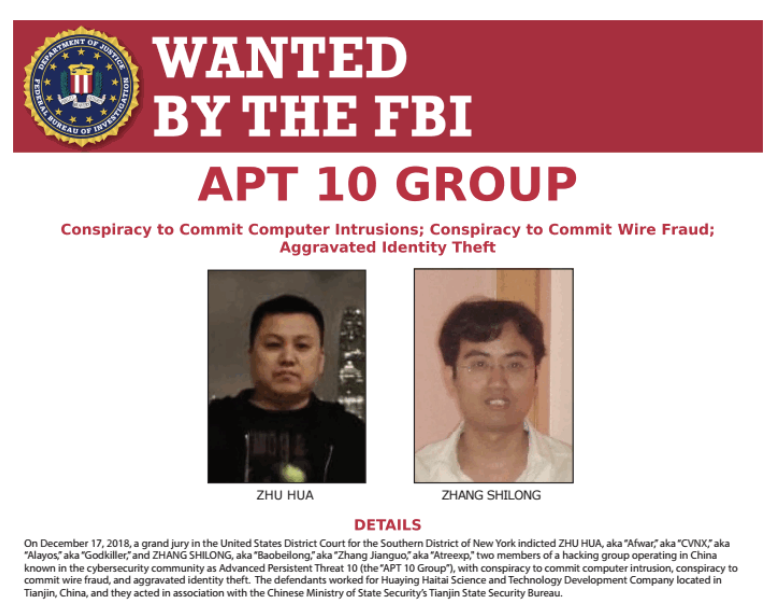 WANTED
BY THE FBI
DEPARTMENT OF JUSTICE
FEDERAL BUREAU OF INVESTIGATION
APT 10 GROUP
Conspiracy to Commit Computer Intrusions; Conspiracy to Commit Wire Fraud;
Aggravated Identity Theft
ZHU HUA
ZHANG SHILONG
DETAILS
On December 17, 2018, a grand jury in the United States District Court for the Southern District of New York indicted ZHU HUA, aka “Afwar,” aka “CVNX,” aka
“Alayos,” aka “Godkiller,” and ZHANG SHILONG, aka “Baobeilong,” aka “Zhang Jianguo,” aka “Atreexp,” two members of a hacking group operating in China
known in the cybersecurity community as Advanced Persistent Threat 10 (the “APT 10 Group”), with conspiracy to commit computer intrusion, conspiracy to
commit wire fraud, and aggravated identity theft. The defendants worked for Huaying Haitai Science and Technology Development Company located in
Tianjin, China, and they acted in association with the Chinese Ministry of State Security’s Tianjin State Security Bureau.